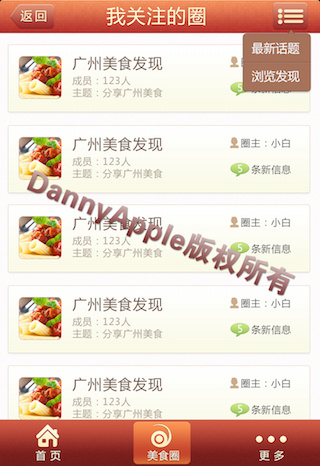 返回
我关注的圈
最新话题
浏览发现
广州美食发现
成员：123人
主题：分享广州美食
5 条新信息
广州美食发现
圈主：小白
成员：123人
主题：分享广州美食
5 条新信息
DannyApple版权所有
广州美食发现
圈主：小白
成员：123人
主题：分享广州美食
5 条新信息
广州美食发现
圈主：小白
成员：123人
主题：分享广州美食
5 条新信息
广州美食发现
圈主：小白
成员：123人
主题：分享广州美食
5 条新信息
首页
美食圈
更多